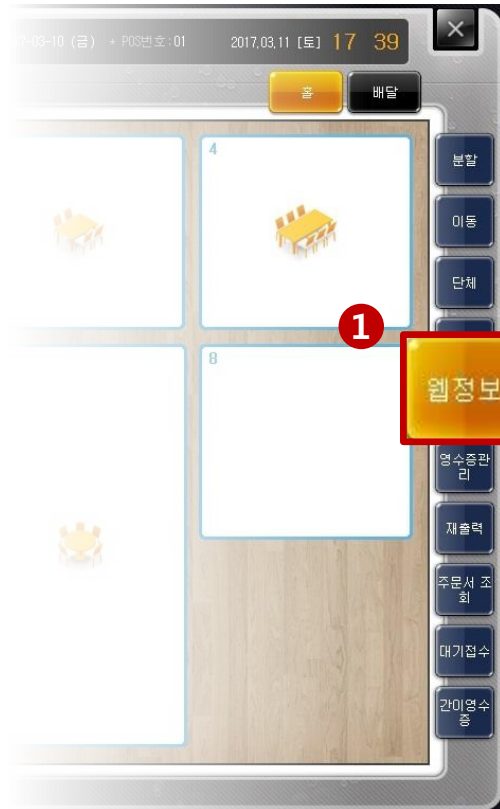 7-03-10 (금) * POS번호:01 2017,03,11 [토] 17 39
홀 배달
4
분할
이동
단체
1
8
웹정보
영수증관
리
재출력
주문서 조
회
대기접수
간이영수
증